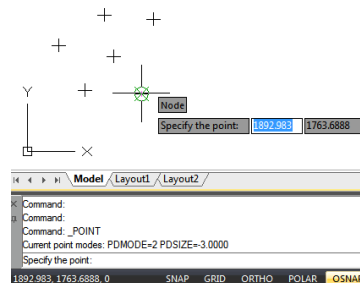 Node
Specify the point: 1892.983 1763.6888
Y
X
Model Layout1 Layout2
Command:
Command:
Command: _POINT
Current point modes: PDMODE=2 PDSIZE=-3.0000
Specify the point:
1892.983, 1763.6888, 0 SNAP GRID ORTHO POLAR OSNAP